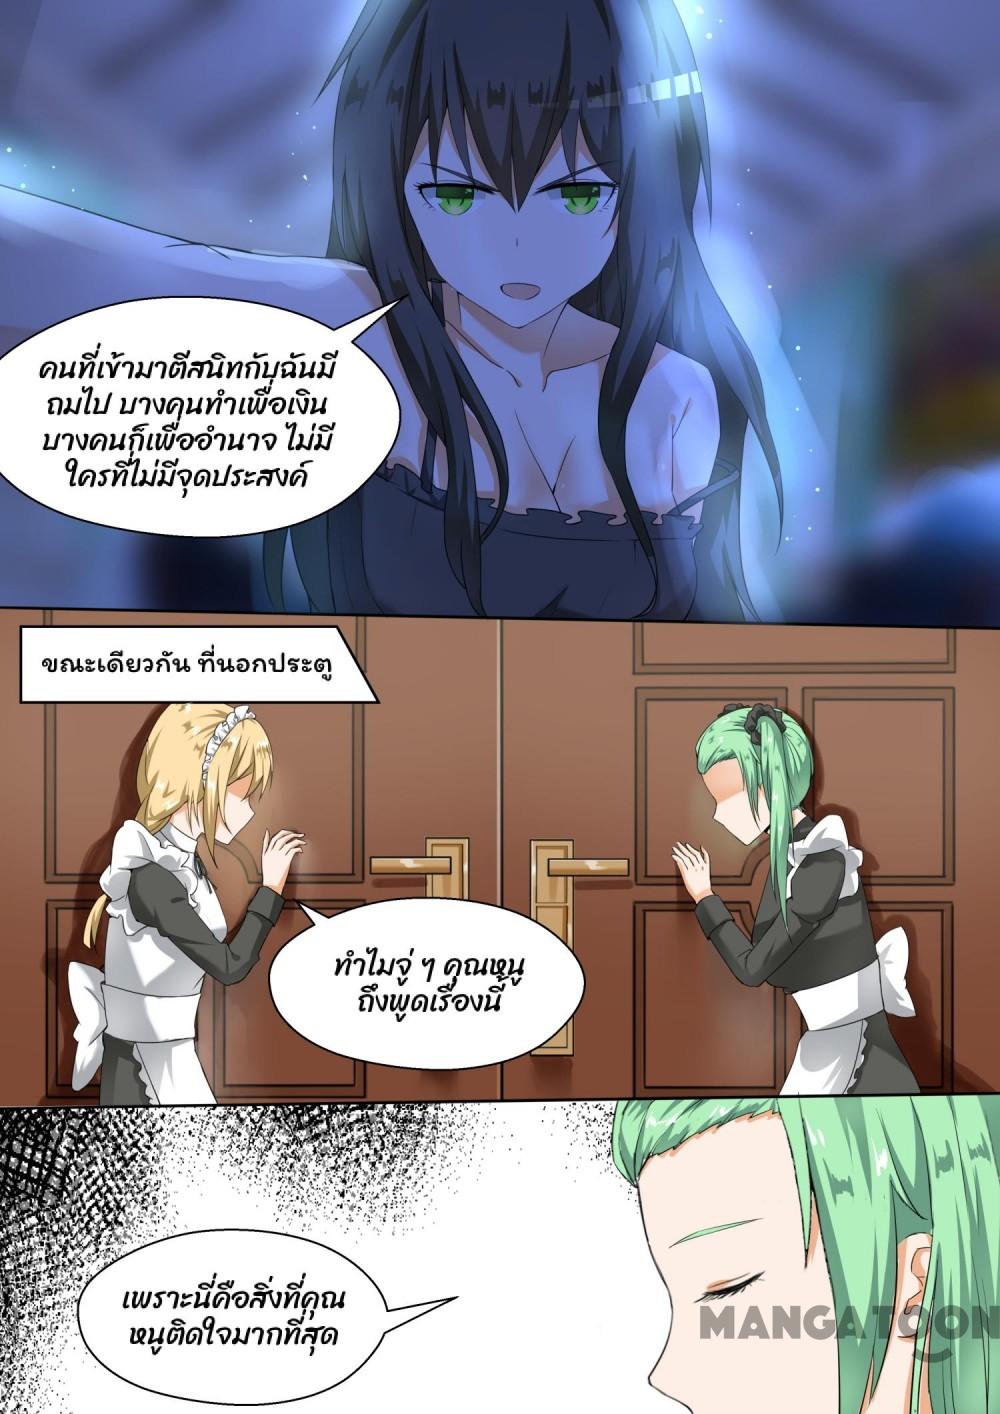 คนที่เข้ามาตีสนิทกับฉันมี
ถมไป บางคนทำเพื่อเงิน
บางคนก็เพื่ออำนาจ ไม่มี
ใครที่ไม่มีจุดประสงค์
ขณะเดียวกัน ที่นอกประตู
ทำไมจู่ ๆ คุณหนู
ถึงพูดเรื่องนี้
เพราะนี่คือสิ่งที่คุณ
หนูติดใจมากที่สุด
MANGATOON